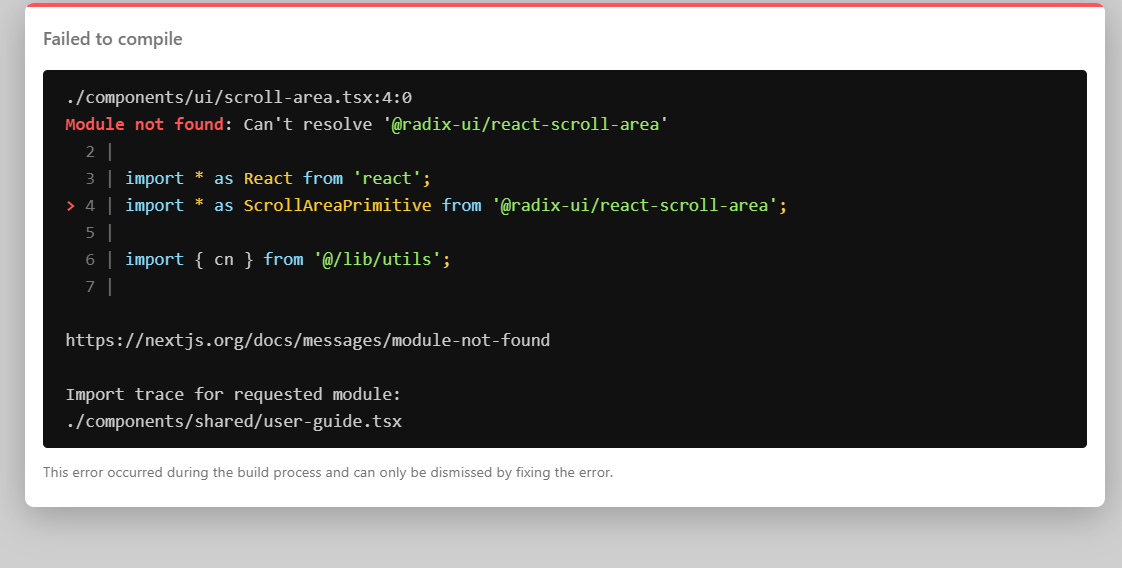 Failed to compile
./components/ui/scroll-area.tsx:4:0
Module not found: Can't resolve '@radix-ui/react-scroll-area'
2 |
3 | import * as React from 'react';
> 4 | import * as ScrollAreaPrimitive from '@radix-ui/react-scroll-area';
5 |
6 | import { cn } from '@/lib/utils';
7 |
https://nextjs.org/docs/messages/module-not-found
Import trace for requested module:
./components/shared/user-guide.tsx
This error occurred during the build process and can only be dismissed by fixing the error.